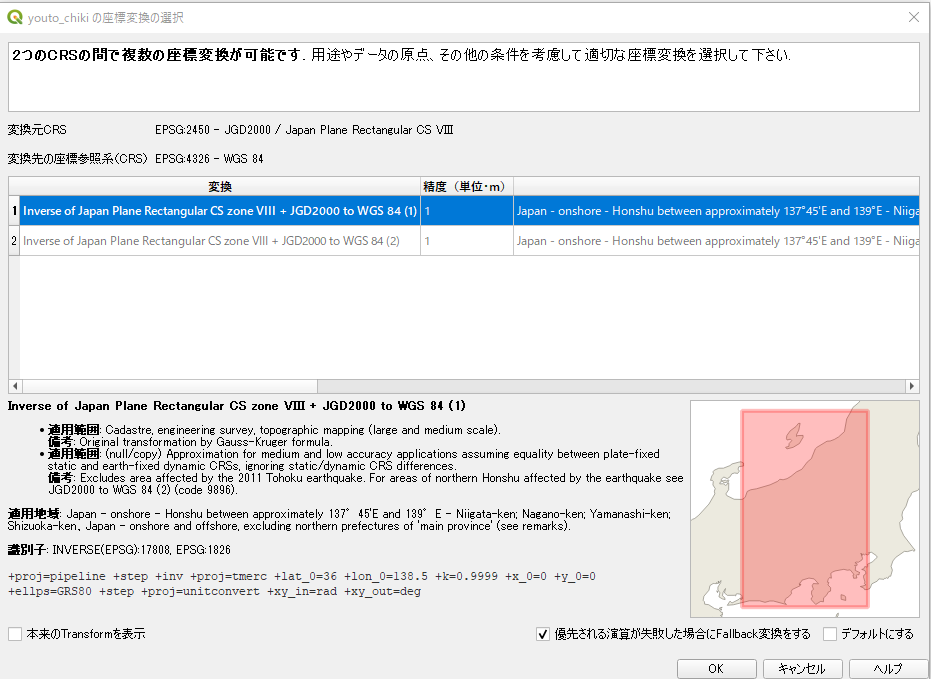 youto_chiki の座標変換の選択
2つのCRSの間で複数の座標変換が可能です. 用途やデータの原点、その他の条件を考慮して適切な座標変換を選択して下さい.
変換元CRS EPSG:2450 - JGD2000 / Japan Plane Rectangular CS VIII
変換先の座標参照系(CRS) EPSG:4326 - WGS 84
変換 精度（単位・m）
1 Inverse of Japan Plane Rectangular CS zone VIII + JGD2000 to WGS 84 (1) 1 Japan - onshore - Honshu between approximately 137°45'E and 139°E - Niiga
2 Inverse of Japan Plane Rectangular CS zone VIII + JGD2000 to WGS 84 (2) 1 Japan - onshore - Honshu between approximately 137°45'E and 139°E - Niiga
Inverse of Japan Plane Rectangular CS zone VIII + JGD2000 to WGS 84 (1)
• 適用範囲: Cadastre, engineering survey, topographic mapping (large and medium scale).
備考: Original transformation by Gauss-Kruger formula.
• 適用範囲: (null/copy) Approximation for medium and low accuracy applications assuming equality between plate-fixed
static and earth-fixed dynamic CRSs, ignoring static/dynamic CRS differences.
備考: Excludes area affected by the 2011 Tohoku earthquake. For areas of northern Honshu affected by the earthquake see
JGD2000 to WGS 84 (2) (code 9896).
適用地域: Japan - onshore - Honshu between approximately 137°45'E and 139°E - Niigata-ken; Nagano-ken; Yamanashi-ken;
Shizuoka-ken、Japan - onshore and offshore, excluding northern prefectures of 'main province' (see remarks).
識別子: INVERSE(EPSG):17808, EPSG:1826
+proj=pipeline +step +inv +proj=tmerc +lat_0=36 +lon_0=138.5 +k=0.9999 +x_0=0 +y_0=0
+ellps=GRS80 +step +proj=unitconvert +xy_in=rad +xy_out=deg
本来のTransformを表示 優先される演算が失敗した場合にFallback変換をする デフォルトにする
OK キャンセル ヘルプ